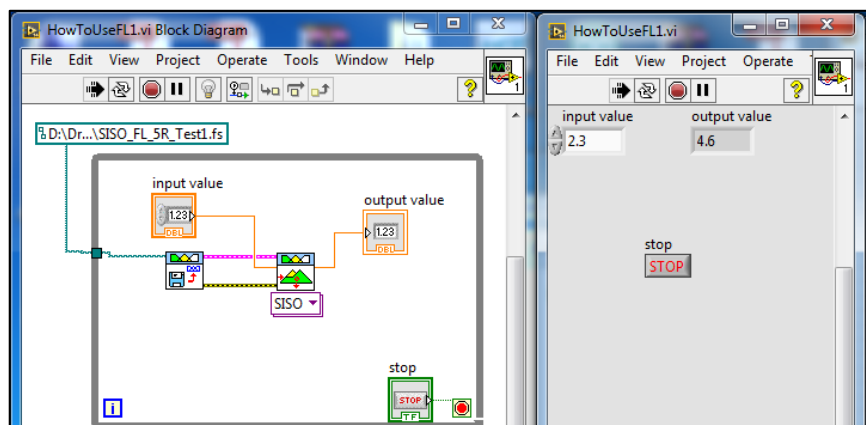 HowToUseFL1.vi Block Diagram
File Edit View Project Operate Tools Window Help
1
D:\Dr...\SISO_FL_5R_Test1.fs
input value
1.23
DBL
output value
1.23
DBL
SISO
stop
STOP
TF
i
HowToUseFL1.vi
File Edit View Project Operate
1
input value output value
2.3 4.6
stop
STOP